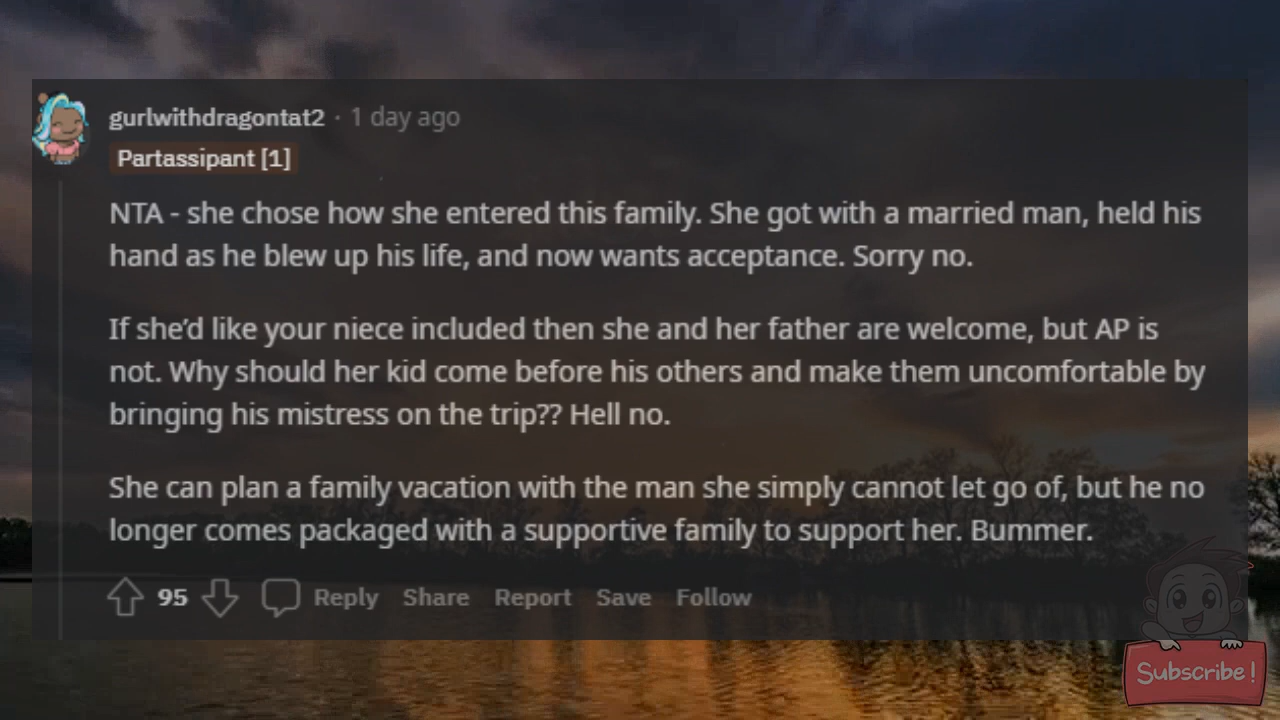 gurlwithdragontat2 · 1 day ago
Partassipant [1]
NTA - she chose how she entered this family. She got with a married man, held his
hand as he blew up his life, and now wants acceptance. Sorry no.
If she’d like your niece included then she and her father are welcome, but AP is
not. Why should her kid come before his others and make them uncomfortable by
bringing his mistress on the trip?? Hell no.
She can plan a family vacation with the man she simply cannot let go of, but he no
longer comes packaged with a supportive family to support her. Bummer.
95 Reply Share Report Save Follow
Subscribe!